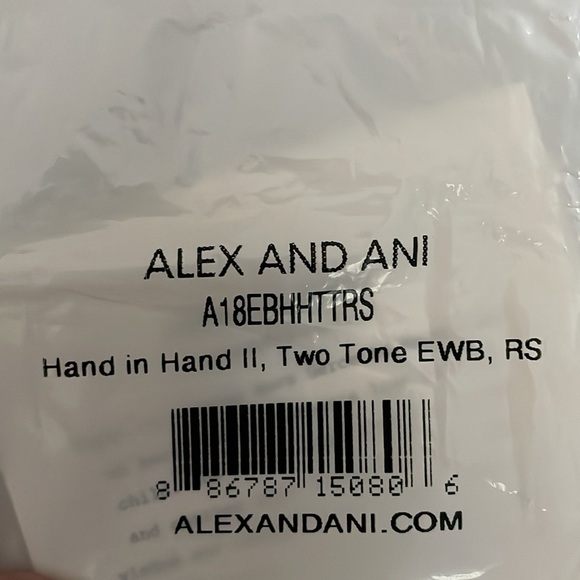 ALEX AND ANI
A18EBHHTTRS
Hand in Hand II, Two Tone EWB, RS
8 86787 15080 6
ALEXANDANI.COM